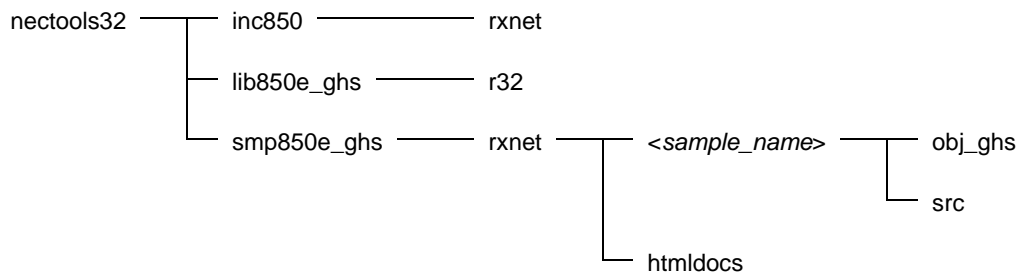 nectools32 inc850 rxnet
lib850e_ghs r32
smp850e_ghs rxnet <sample_name> obj_ghs
src
htmldocs